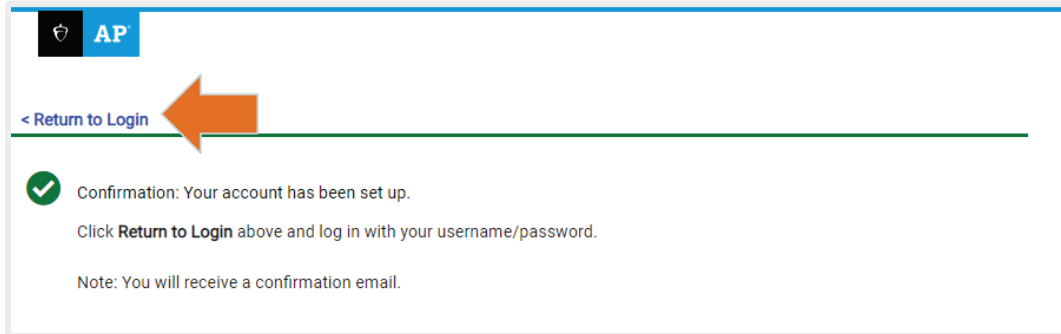 AP
< Return to Login
Confirmation: Your account has been set up.
Click Return to Login above and log in with your username/password.
Note: You will receive a confirmation email.